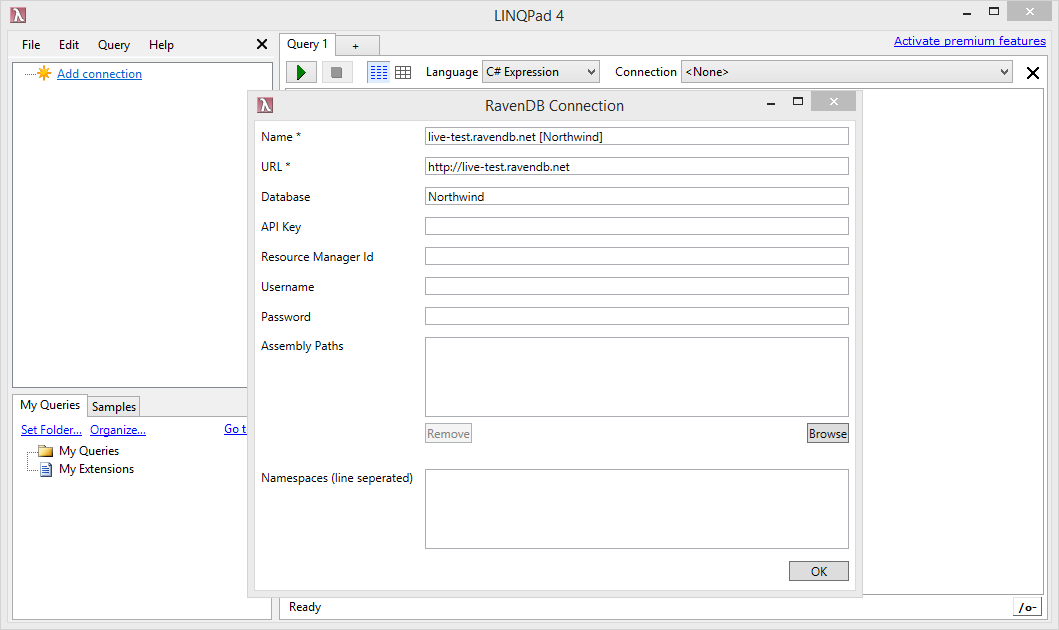 LINQPad 4
File Edit Query Help
Query 1
+
Activate premium features
Add connection
Language C# Expression Connection <None>
RavenDB Connection
Name * live-test.ravendb.net [Northwind]
URL * http://live-test.ravendb.net
Database Northwind
API Key
Resource Manager Id
Username
Password
Assembly Paths
Remove Browse
Namespaces (line seperated)
OK
My Queries Samples
Set Folder... Organize... Go t
My Queries
My Extensions
Ready
/o-